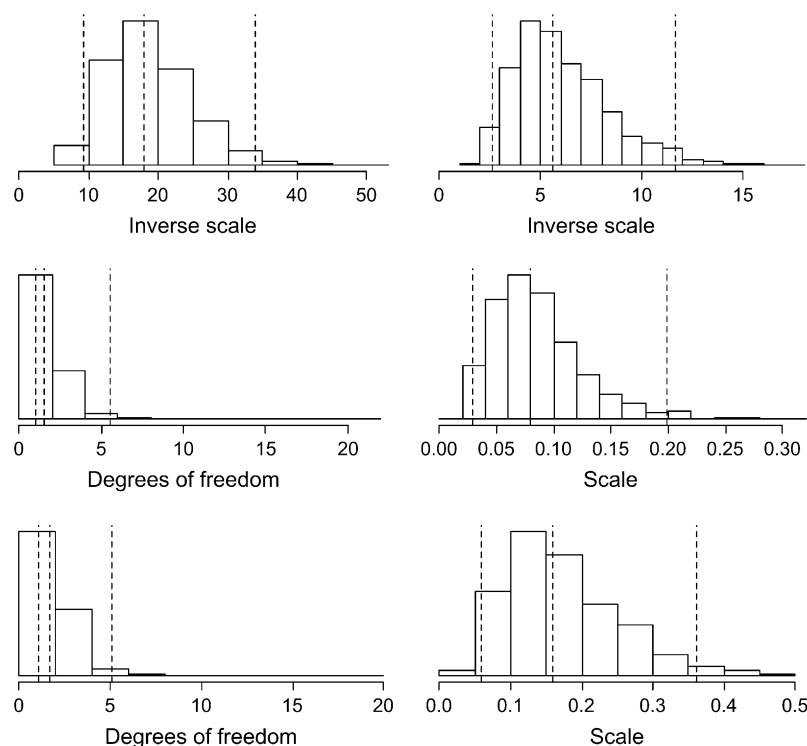 0 10 20 30 40 50
Inverse scale
0 5 10 15
Inverse scale
0 5 10 15 20
Degrees of freedom
0.00 0.05 0.10 0.15 0.20 0.25 0.30
Scale
0 5 10 15 20
Degrees of freedom
0.0 0.1 0.2 0.3 0.4 0.5
Scale